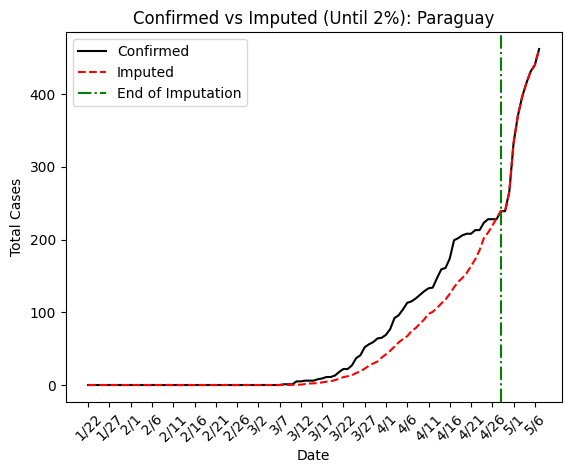 Confirmed vs Imputed (Until 2%): Paraguay
Confirmed
Imputed
End of Imputation
Total Cases
400
300
200
100
0
1/22 1/27 2/1 2/6 2/11 2/16 2/21 2/26 3/2 3/7 3/12 3/17 3/22 3/27 4/1 4/6 4/11 4/16 4/21 4/26 5/1 5/6
Date